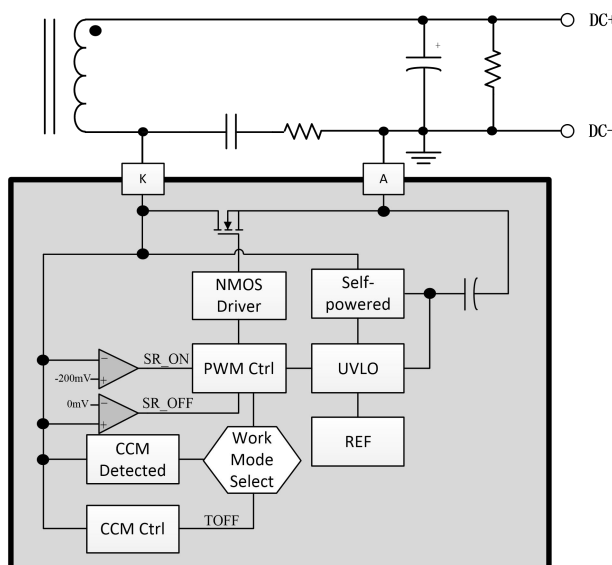 DC+
DC-
K
A
NMOS
Driver
Self-
powered
SR_ON
-200mV
PWM Ctrl
UVLO
0mV
SR_OFF
CCM
Detected
Work
Mode
Select
REF
CCM Ctrl
TOFF
+
−
+
−
+